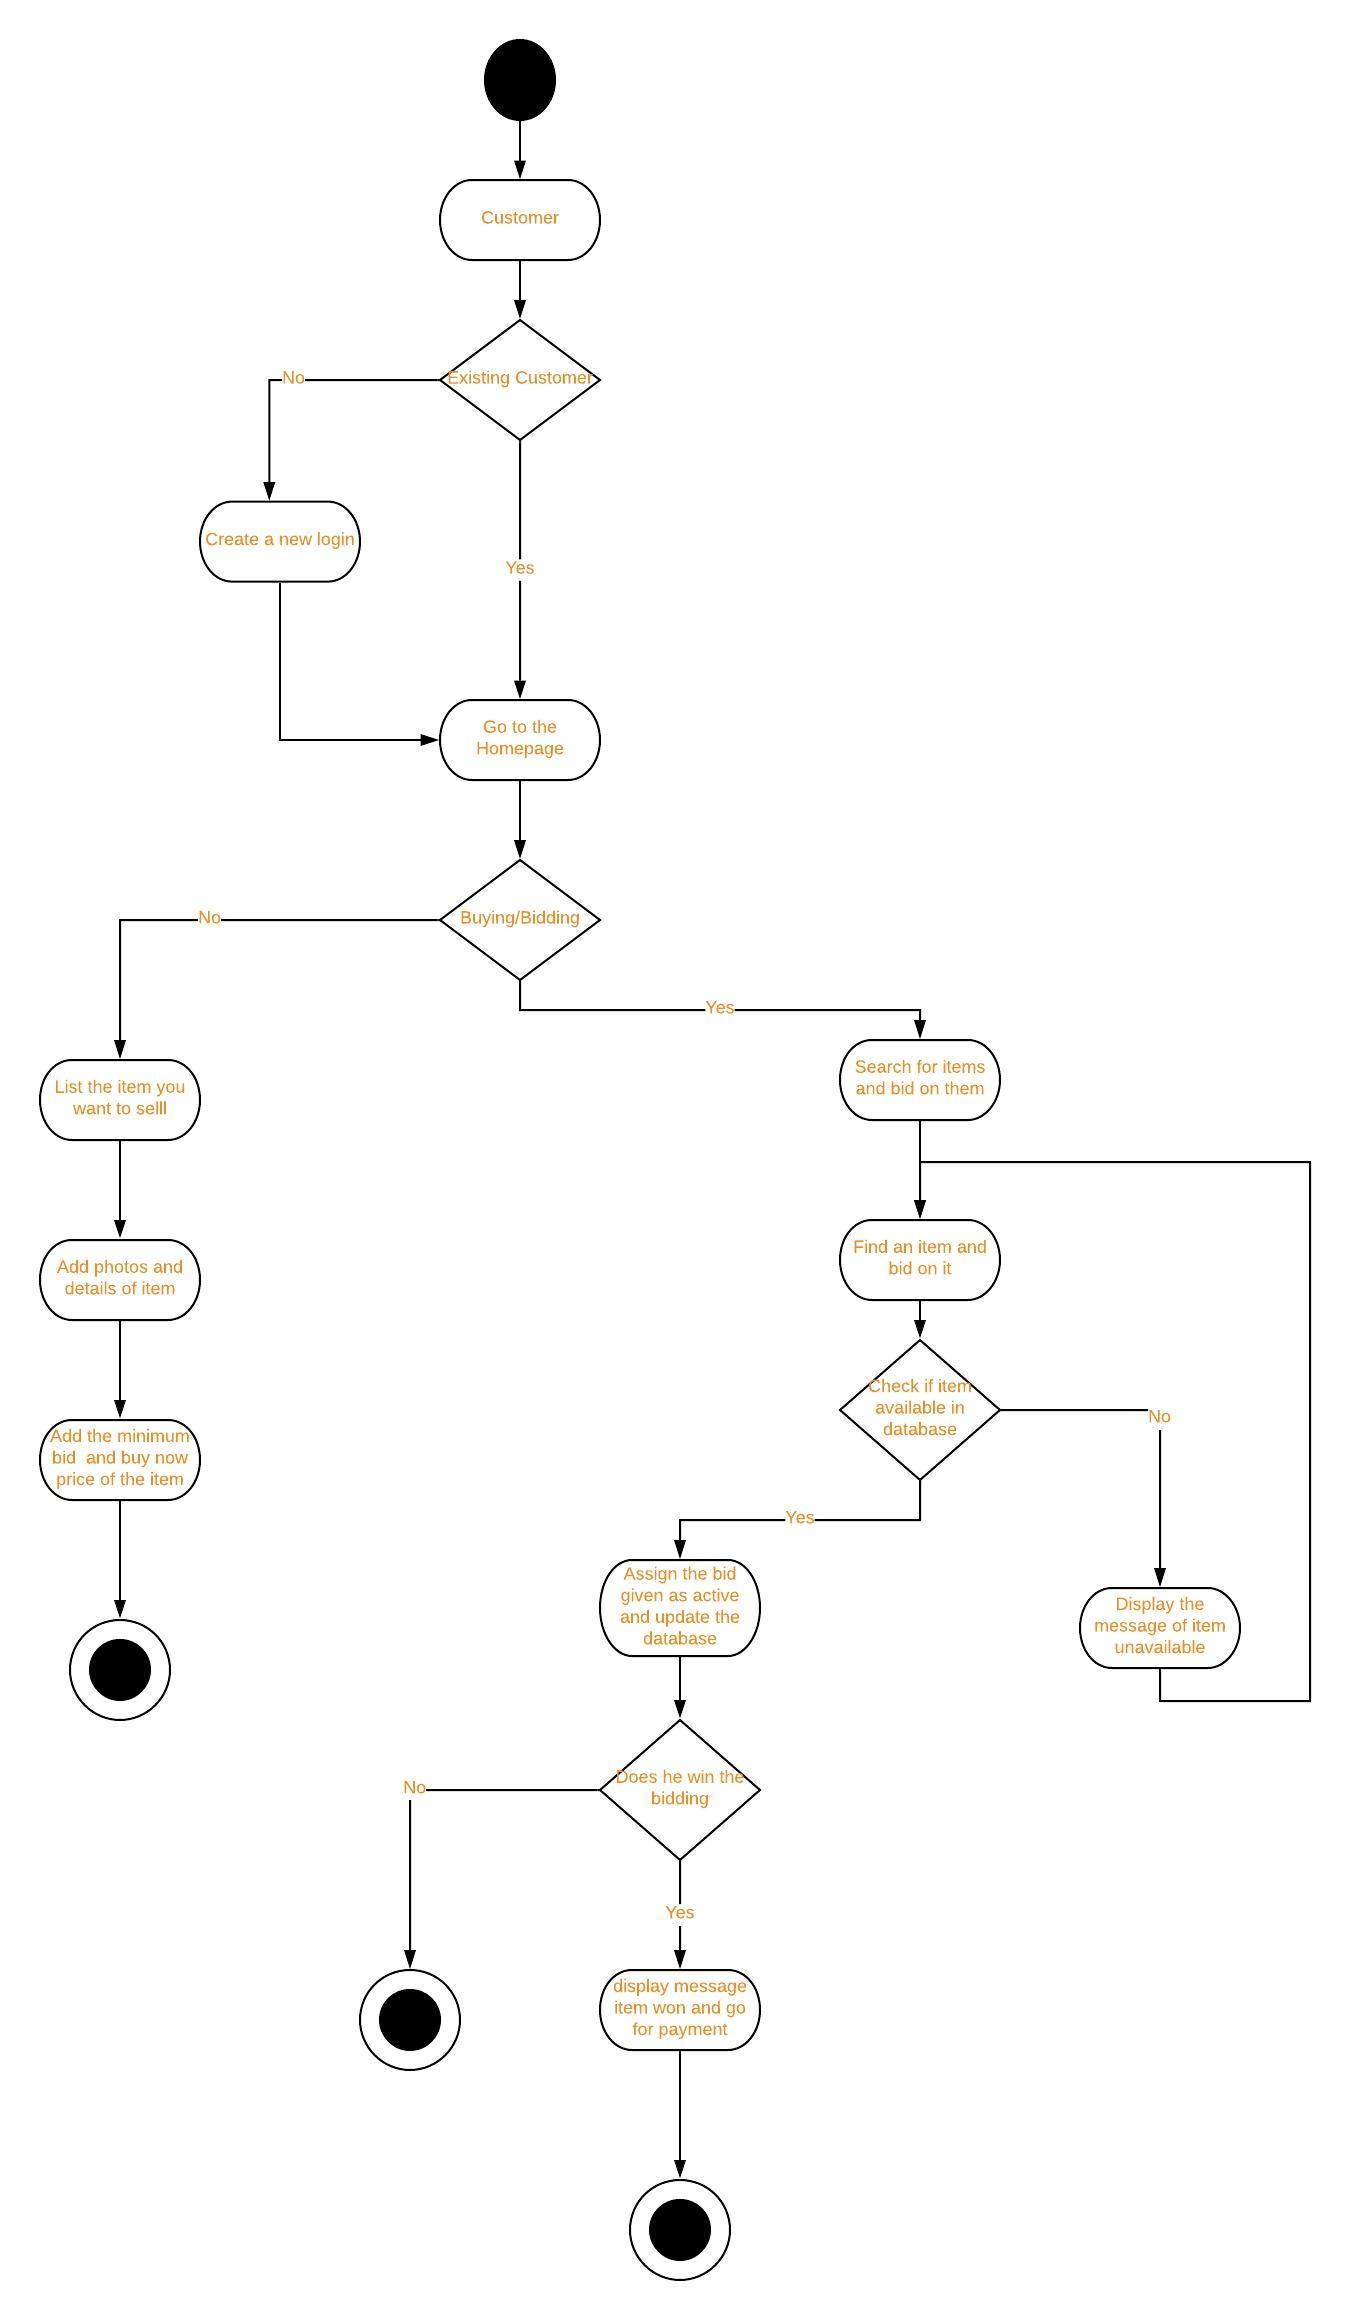 Customer
Existing Customer
No
Create a new login
Yes
Go to the
Homepage
Buying/Bidding
No
Yes
List the item you
want to selll
Search for items
and bid on them
Add photos and
details of item
Find an item and
bid on it
Check if item
available in
database
No
Add the minimum
bid  and buy now
price of the item
Yes
Assign the bid
given as active
and update the
database
Display the
message of item
unavailable
Does he win the
bidding
No
Yes
display message
item won and go
for payment